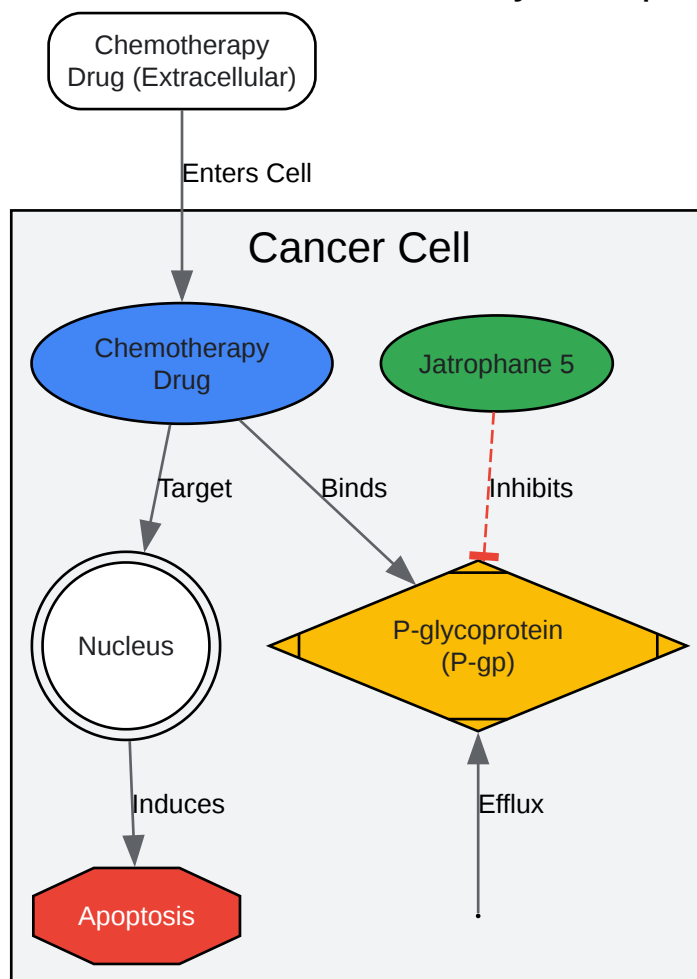 Chemotherapy
Drug (Extracellular)
Enters Cell
Cancer Cell
Chemotherapy
Drug
Jatrophane 5
Target
Binds
Inhibits
Nucleus
P-glycoprotein
(P-gp)
Induces
Efflux
Apoptosis